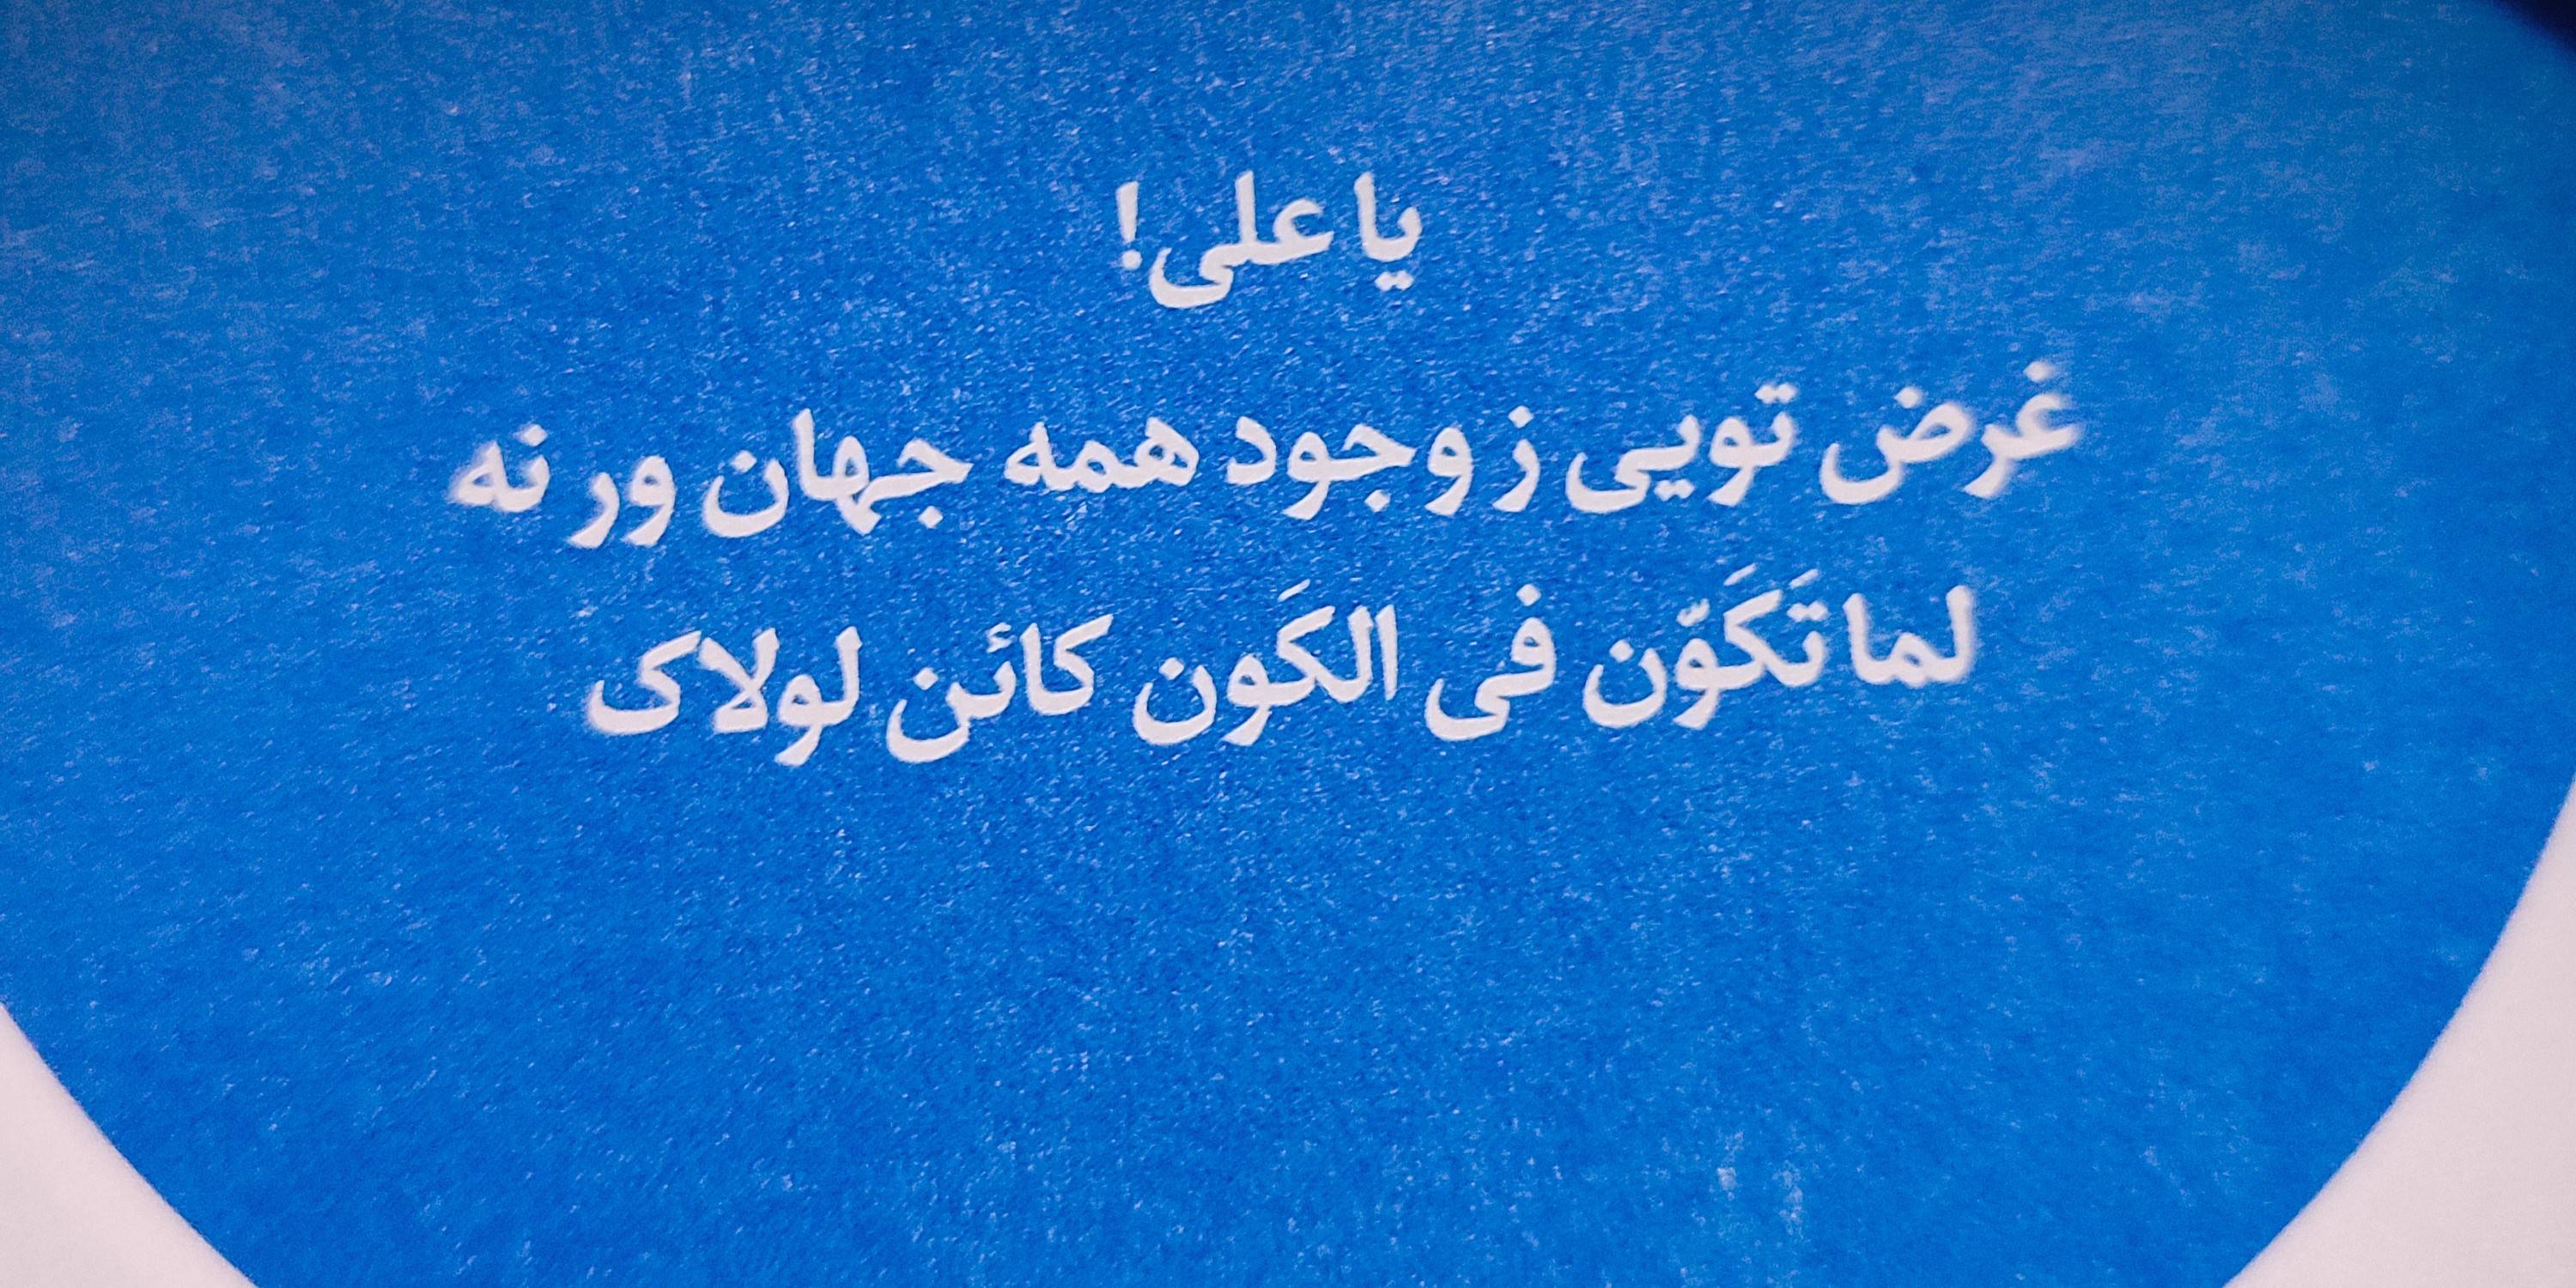 یا علی!
غرض تویی ز وجود همه جهان ور نه
لما تَکَوّن فی الکَون کائن لولاک